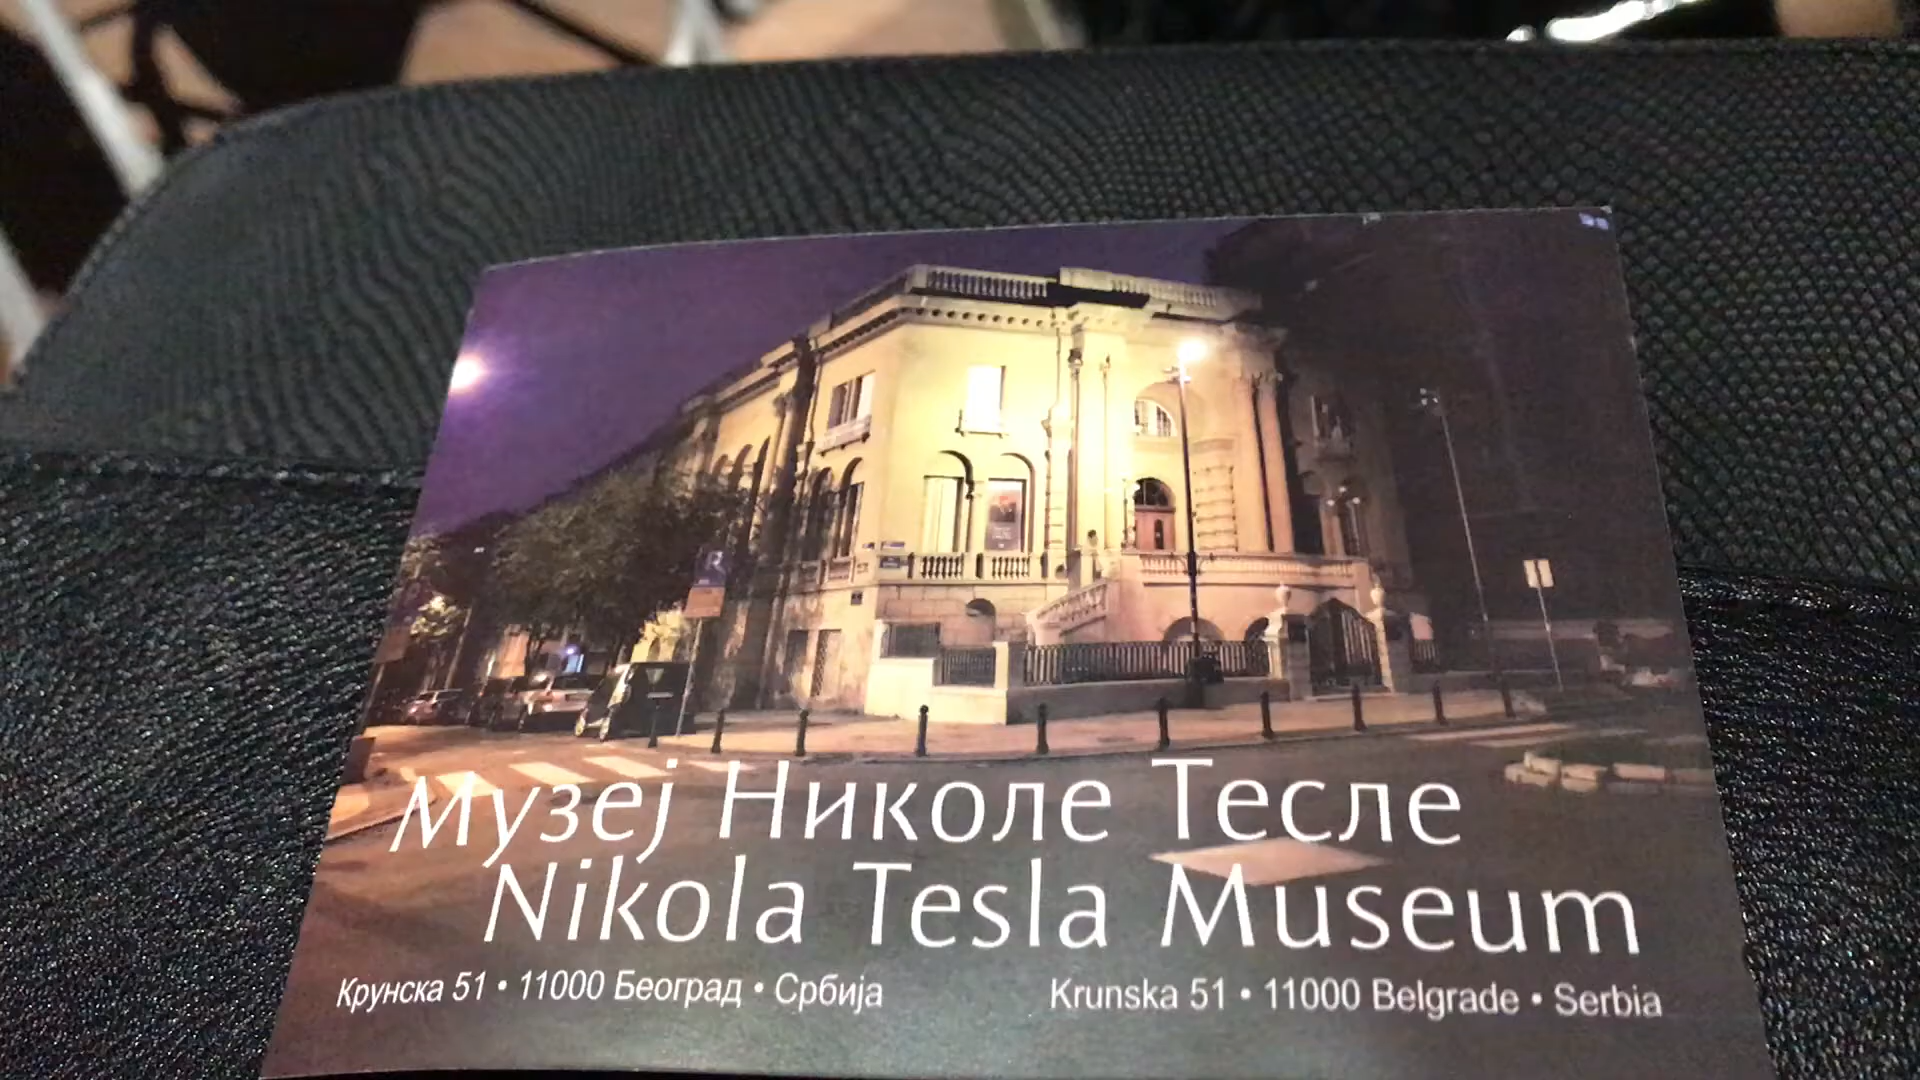 Музеј Николе Тесле
Nikola Tesla Museum
Крунска 51 • 11000 Београд • Србија
Krunska 51 • 11000 Belgrade • Serbia